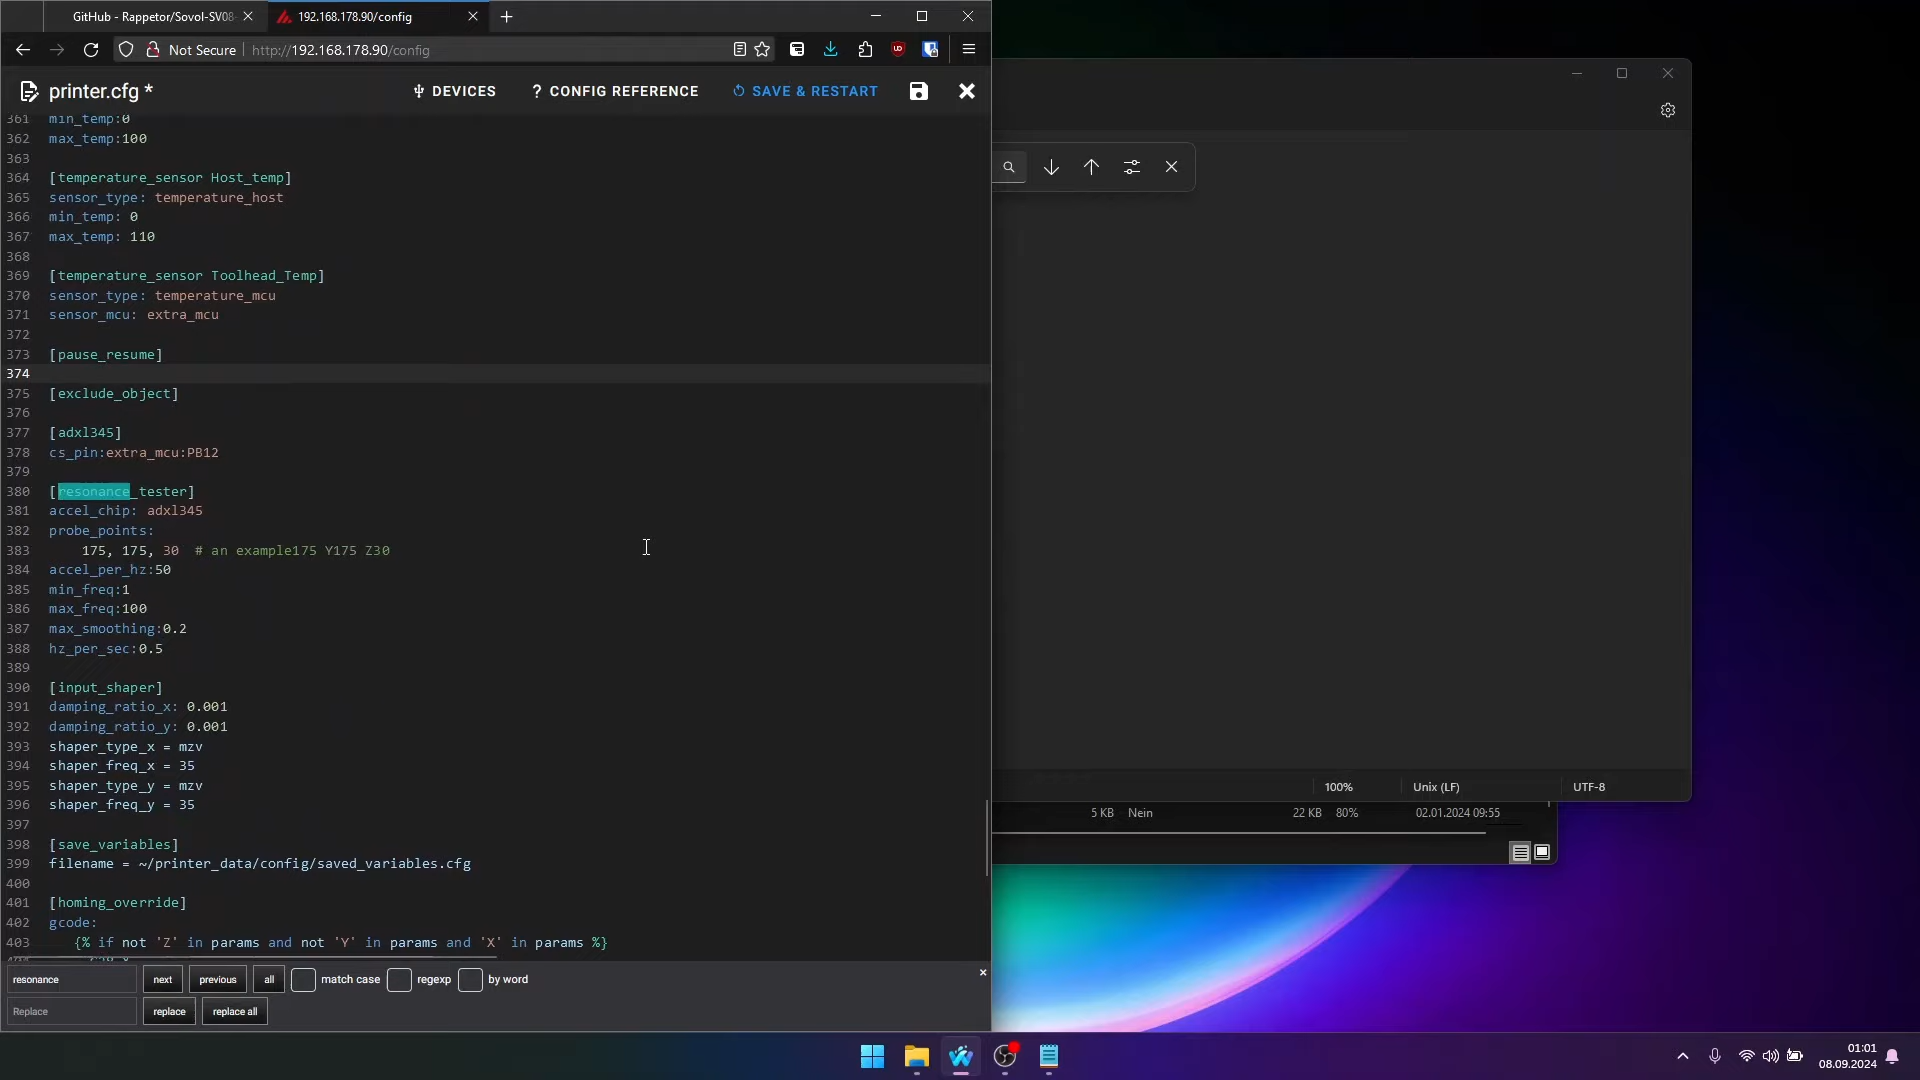 GitHub - Rappetor/Sovol-SV08-
192.168.178.90/config
Not Secure
http://192.168.178.90/config
printer.cfg *
DEVICES
? CONFIG REFERENCE
SAVE & RESTART
361 min_temp:0
362 max_temp:100
363
364 [temperature_sensor Host_temp]
365 sensor_type: temperature_host
366 min_temp: 0
367 max_temp: 110
368
369 [temperature_sensor Toolhead_Temp]
370 sensor_type: temperature_mcu
371 sensor_mcu: extra_mcu
372
373 [pause_resume]
374
375 [exclude_object]
376
377 [adxl345]
378 cs_pin:extra_mcu:PB12
379
380 [resonance_tester]
381 accel_chip: adxl345
382 probe_points:
383     175, 175, 30  # an example175 Y175 Z30
384 accel_per_hz:50
385 min_freq:1
386 max_freq:100
387 max_smoothing:0.2
388 hz_per_sec:0.5
389
390 [input_shaper]
391 damping_ratio_x: 0.001
392 damping_ratio_y: 0.001
393 shaper_type_x = mzv
394 shaper_freq_x = 35
395 shaper_type_y = mzv
396 shaper_freq_y = 35
397
398 [save_variables]
399 filename = ~/printer_data/config/saved_variables.cfg
400
401 [homing_override]
402 gcode:
403    {% if not 'Z' in params and not 'Y' in params and 'X' in params %}
resonance
next
previous
all
match case
regexp
by word
Replace
replace
replace all
100%
Unix (LF)
UTF-8
5 KB
Nein
22 KB
80%
02.01.2024 09:55
01:01
08.09.2024